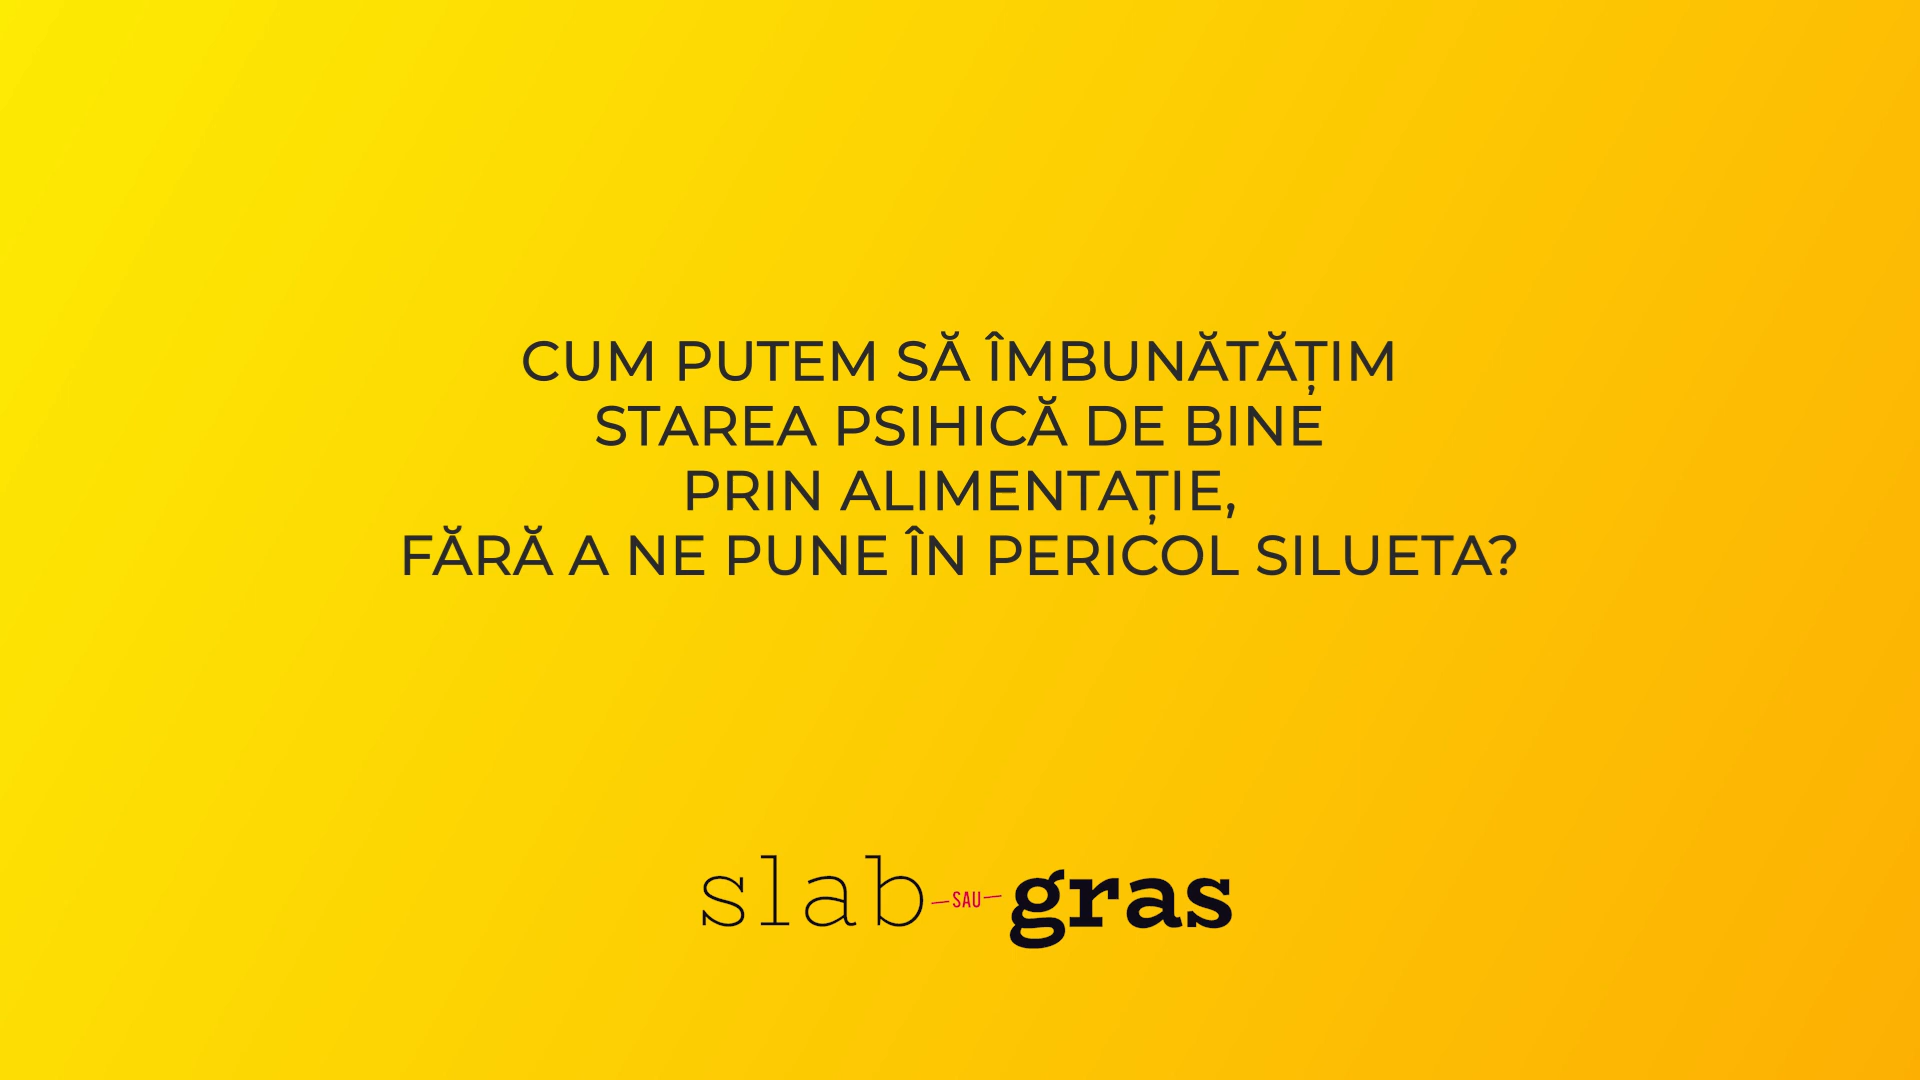 CUM PUTEM SĂ ÎMBUNĂTĂȚIM
STAREA PSIHICĂ DE BINE
PRIN ALIMENTAȚIE,
FĂRĂ A NE PUNE ÎN PERICOL SILUETA?
slab SAU gras